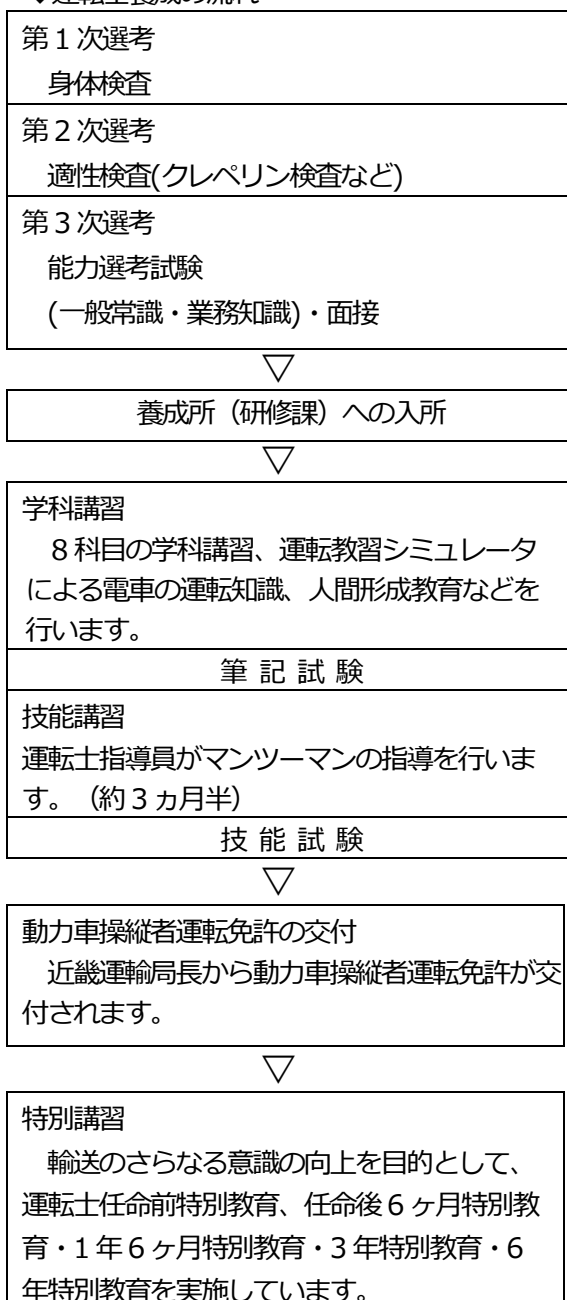 第1次選考
身体検査
第2次選考
適性検査(クレペリン検査など)
第3次選考
能力選考試験
(一般常識・業務知識)・面接
▽
養成所（研修課）への入所
▽
学科講習
8科目の学科講習、運転教習シミュレータ
による電車の運転知識、人間形成教育などを
行います。
筆記試験
技能講習
運転士指導員がマンツーマンの指導を行いま
す。（約3ヵ月半）
技能試験
▽
動力車操縦者運転免許の交付
近畿運輸局長から動力車操縦者運転免許が交
付されます。
▽
特別講習
輸送のさらなる意識の向上を目的として、
運転士任命前特別教育、任命後6ヶ月特別教
育・1年6ヶ月特別教育・3年特別教育・6
年特別教育を実施しています。